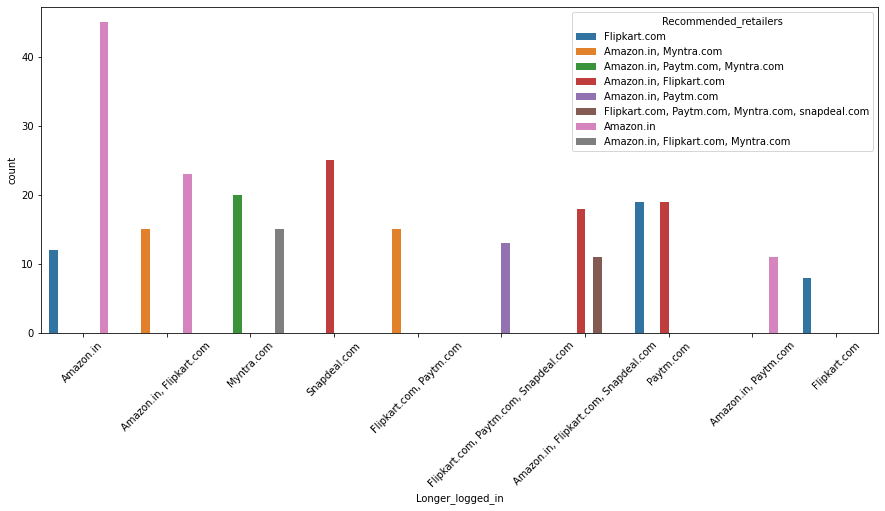 Recommended_retailers
Flipkart.com
Amazon.in, Myntra.com
Amazon.in, Paytm.com, Myntra.com
Amazon.in, Flipkart.com
Amazon.in, Paytm.com
Flipkart.com, Paytm.com, Myntra.com, snapdeal.com
Amazon.in
Amazon.in, Flipkart.com, Myntra.com
count
40
30
20
10
0
Amazon.in
Amazon.in, Flipkart.com
Myntra.com
Snapdeal.com
Flipkart.com, Paytm.com
Flipkart.com, Paytm.com, Snapdeal.com
Amazon.in, Flipkart.com, Snapdeal.com
Paytm.com
Amazon.in, Paytm.com
Flipkart.com
Longer_logged_in